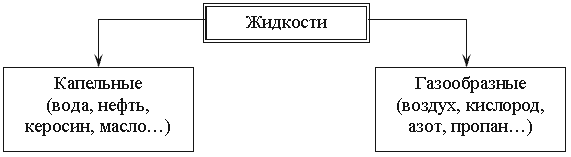 Жидкости
Капельные
(вода, нефть,
керосин, масло…)
Газообразные
(воздух, кислород,
азот, пропан…)